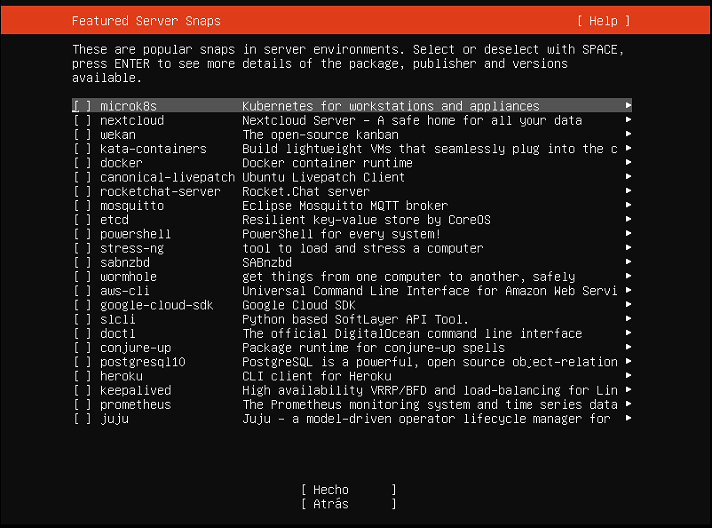 Featured Server Snaps [ Help ]
These are popular snaps in server environments. Select or deselect with SPACE,
press ENTER to see more details of the package, publisher and versions
available.
[ ] microk8s Kubernetes for workstations and appliances ►
[ ] nextcloud Nextcloud Server - A safe home for all your data ►
[ ] wekan The open-source kanban ►
[ ] kata-containers Build lightweight VMs that seamlessly plug into the c ►
[ ] docker Docker container runtime ►
[ ] canonical-livepatch Ubuntu Livepatch Client ►
[ ] rocketchat-server Rocket.Chat server ►
[ ] mosquitto Eclipse Mosquitto MQTT broker ►
[ ] etcd Resilient key-value store by CoreOS ►
[ ] powershell PowerShell for every system! ►
[ ] stress-ng tool to load and stress a computer ►
[ ] sabnzbd SABnzbd ►
[ ] wormhole get things from one computer to another, safely ►
[ ] aws-cli Universal Command Line Interface for Amazon Web Servi ►
[ ] google-cloud-sdk Google Cloud SDK ►
[ ] slcli Python based SoftLayer API Tool. ►
[ ] doctl The official DigitalOcean command line interface ►
[ ] conjure-up Package runtime for conjure-up spells ►
[ ] postgresql10 PostgreSQL is a powerful, open source object-relation ►
[ ] heroku CLI client for Heroku ►
[ ] keepalived High availability VRRP/BFD and load-balancing for Lin ►
[ ] prometheus The Prometheus monitoring system and time series data ►
[ ] juju Juju - a model-driven operator lifecycle manager for ►
[ Hecho ]
[ Atrás ]